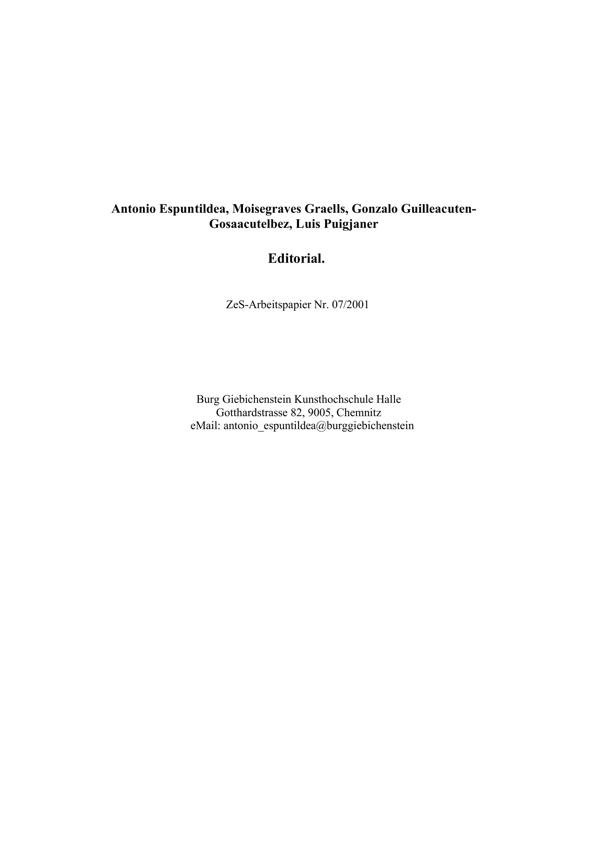 Antonio Espuntildea, Moisegraves Graells, Gonzalo Guilleacuten-
Gosaacutelbez, Luis Puigjaner
Editorial.
ZeS-Arbeitspapier Nr. 07/2001
Burg Giebichenstein Kunsthochschule Halle
Gotthardstrasse 82, 9005, Chemnitz
eMail: antonio_espuntildea@burggiebichenstein